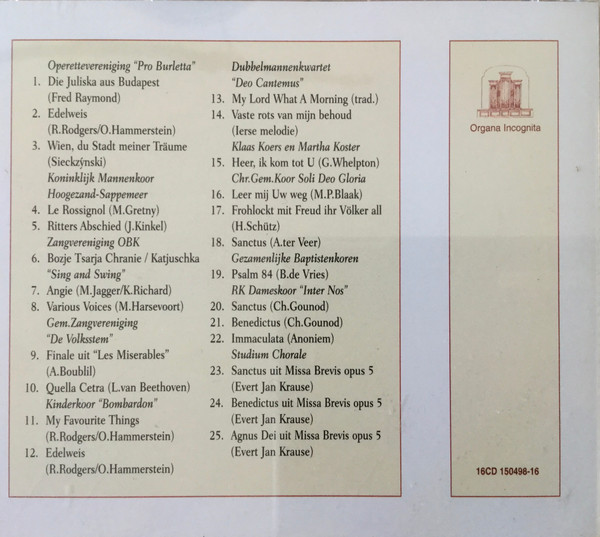 Operettevereniging "Pro Burletta"
1. Die Juliska aus Budapest
(Fred Raymond)
2. Edelweis
(R.Rodgers/O.Hammerstein)
3. Wien, du Stadt meiner Träume
(Sieckzýnski)
Koninklijk Mannenkoor
Hoogezand-Sappemeer
4. Le Rossignol (M.Gretny)
5. Ritters Abschied (J.Kinkel)
Zangvereniging OBK
6. Bozje Tsarja Chranie / Katjuschka
"Sing and Swing"
7. Angie (M.Jagger/K.Richard)
8. Various Voices (M.Harsevoort)
Gem.Zangvereniging
"De Volksstem"
9. Finale uit "Les Miserables"
(A.Boublil)
10. Quella Cetra (L.van Beethoven)
Kinderkoor "Bombardon"
11. My Favourite Things
(R.Rodgers/O.Hammerstein)
12. Edelweis
(R.Rodgers/O.Hammerstein)
Dubbelmannenkwartet
"Deo Cantemus"
13. My Lord What A Morning (trad.)
14. Vaste rots van mijn behoud
(Ierse melodie)
Klaas Koers en Martha Koster
15. Heer, ik kom tot U (G.Whelpton)
Chr.Gem.Koor Soli Deo Gloria
16. Leer mij Uw weg (M.P.Blaak)
17. Frohlockt mit Freud ihr Völker all
(H.Schütz)
18. Sanctus (A.ter Veer)
Gezamenlijke Baptistenkoren
19. Psalm 84 (B.de Vries)
RK Dameskoor "Inter Nos"
20. Sanctus (Ch.Gounod)
21. Benedictus (Ch.Gounod)
22. Immaculata (Anoniem)
Studium Chorale
23. Sanctus uit Missa Brevis opus 5
(Evert Jan Krause)
24. Benedictus uit Missa Brevis opus 5
(Evert Jan Krause)
25. Agnus Dei uit Missa Brevis opus 5
(Evert Jan Krause)
Organa Incognita
16CD 150498-16